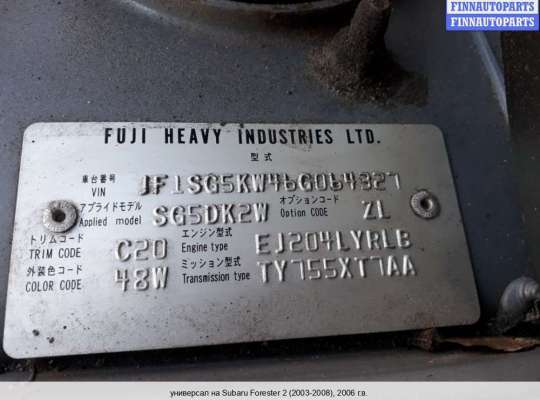 FINNAUTOPARTS
FINNAUTOPARTS
FINNAUTOPARTS
FUJI HEAVY INDUSTRIES LTD.
型式
車台番号 VIN JF1SG5KW46G064327
アプライドモデル Applied model SG5DK2W オプションコード Option CODE ZL
トリムコード TRIM CODE C20 エンジン型式 Engine type EJ204LYRLB
外装色コード COLOR CODE 48W ミッション型式 Transmission type TY755XT7AA
универсал на Subaru Forester 2 (2003-2008), 2006 г.в.